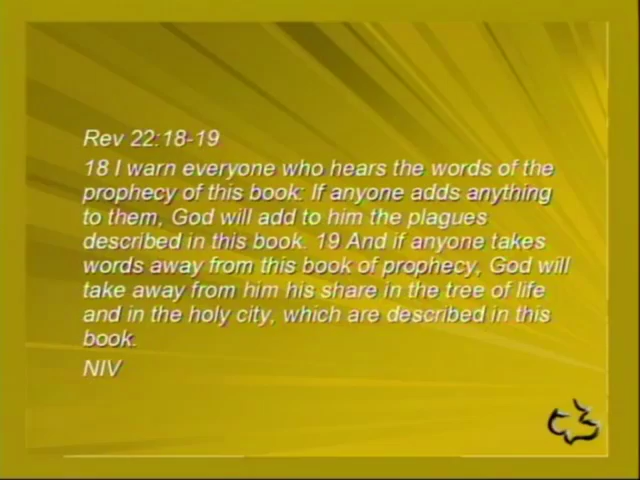 Rev 22:18-19
18 I warn everyone who hears the words of the
prophecy of this book: If anyone adds anything
to them, God will add to him the plagues
described in this book. 19 And if anyone takes
words away from this book of prophecy, God will
take away from him his share in the tree of life
and in the holy city, which are described in this
book.
NIV